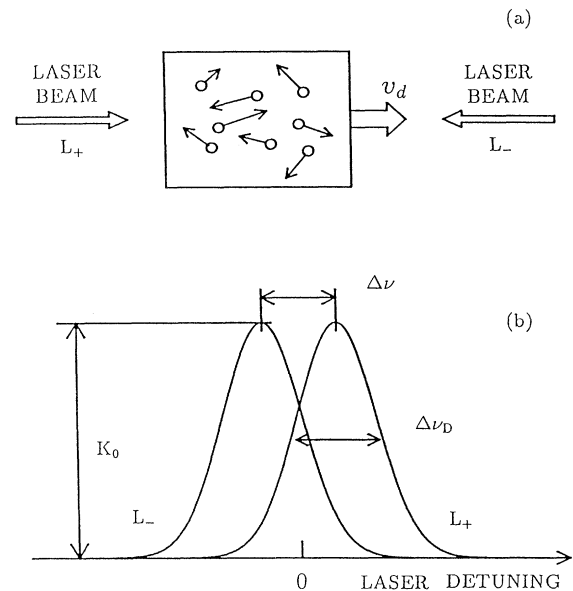 (a)
LASER
BEAM
L₊
v_d
LASER
BEAM
L₋
Δν
(b)
Δν_D
K₀
L₋
L₊
0
LASER DETUNING